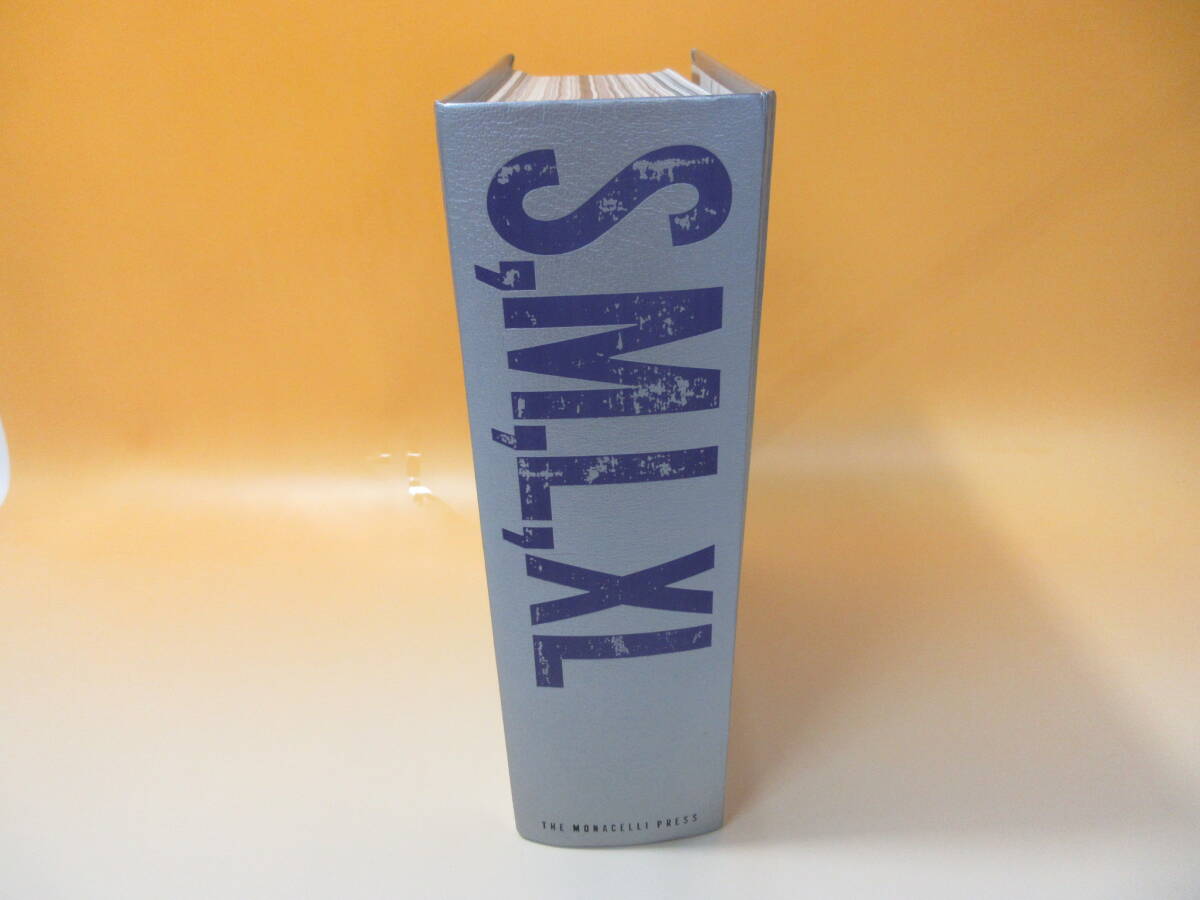 S,M,L,XL
THE MONACELLI PRESS